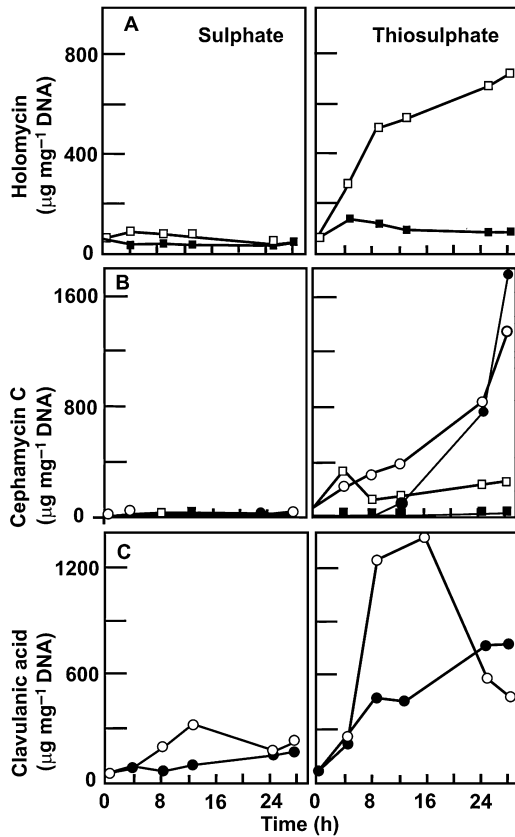 A Sulphate Thiosulphate
800
400
0
Holomycin
(µg mg⁻¹ DNA)
B
1600
800
0
Cephamycin C
(µg mg⁻¹ DNA)
C
1200
600
0
Clavulanic acid
(µg mg⁻¹ DNA)
0 8 16 24 0 8 16 24
Time (h)